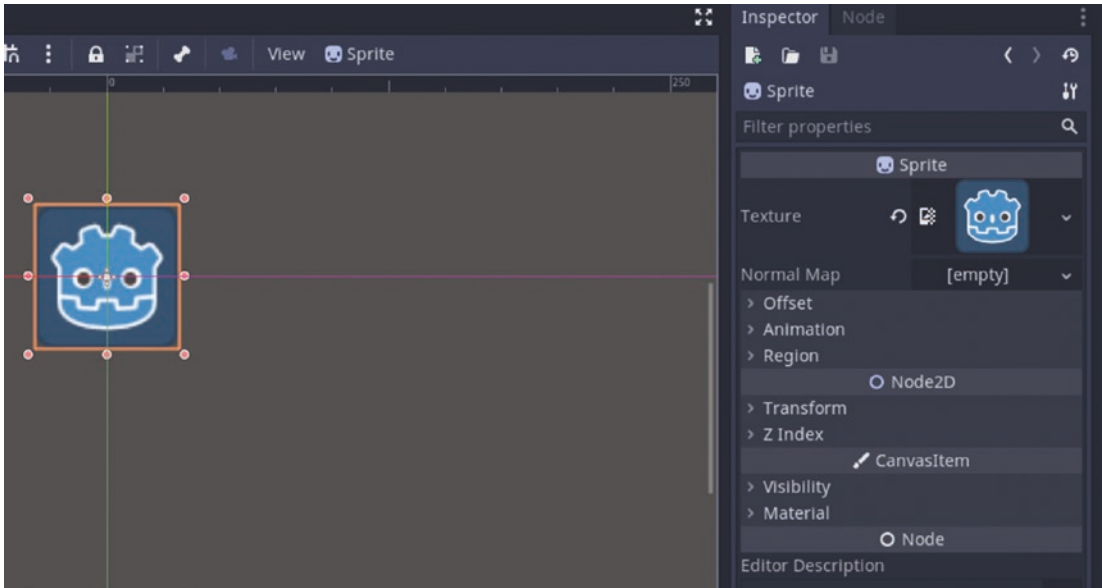 Inspector Node
View Sprite
0 250
Sprite
Filter properties
Sprite
Texture
Normal Map [empty]
Offset
Animation
Region
Node2D
Transform
Z Index
CanvasItem
Visibility
Material
Node
Editor Description